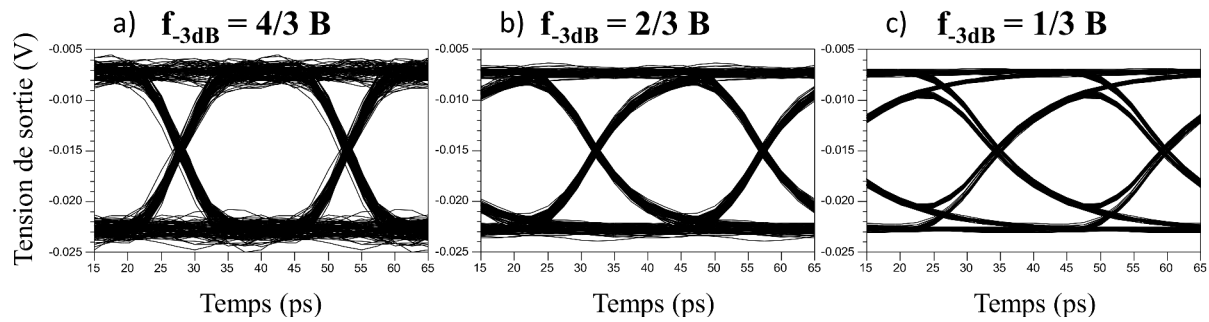 a) f-3dB = 4/3 B b) f-3dB = 2/3 B c) f-3dB = 1/3 B
Tension de sortie (V)
-0.005 -0.005 -0.005
-0.010 -0.010 -0.010
-0.015 -0.015 -0.015
-0.020 -0.020 -0.020
-0.025 -0.025 -0.025
15 20 25 30 35 40 45 50 55 60 65 15 20 25 30 35 40 45 50 55 60 65 15 20 25 30 35 40 45 50 55 60 65
Temps (ps) Temps (ps) Temps (ps)